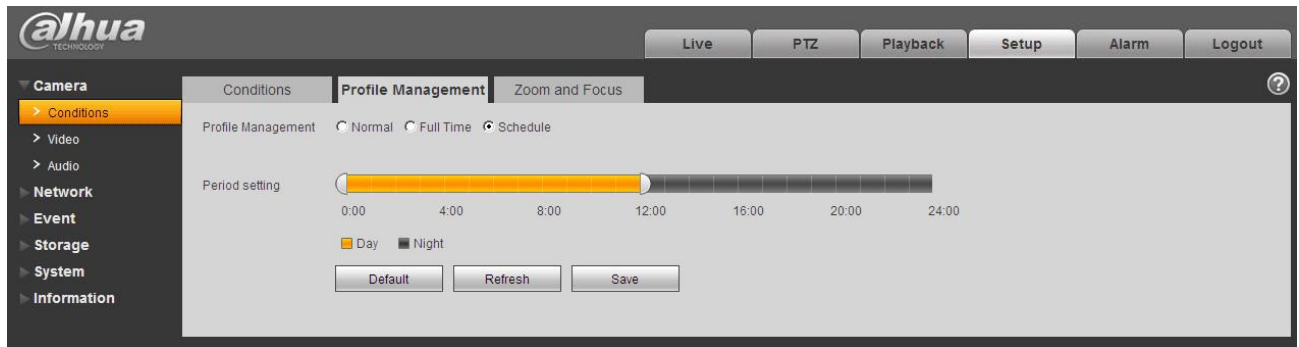 alhua
TECHNOLOGY
Live PTZ Playback Setup Alarm Logout
Camera
Conditions Profile Management Zoom and Focus ?
> Conditions
Profile Management Normal Full Time Schedule
> Video
> Audio
Period setting
Network
0:00 4:00 8:00 12:00 16:00 20:00 24:00
Event
Storage
Day Night
System
Default Refresh Save
Information